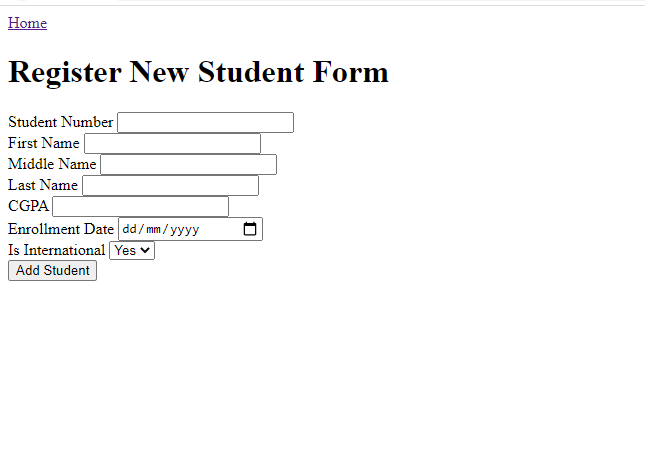 Home
Register New Student Form
Student Number
First Name
Middle Name
Last Name
CGPA
Enrollment Date dd/mm/yyyy
Is International Yes
Add Student